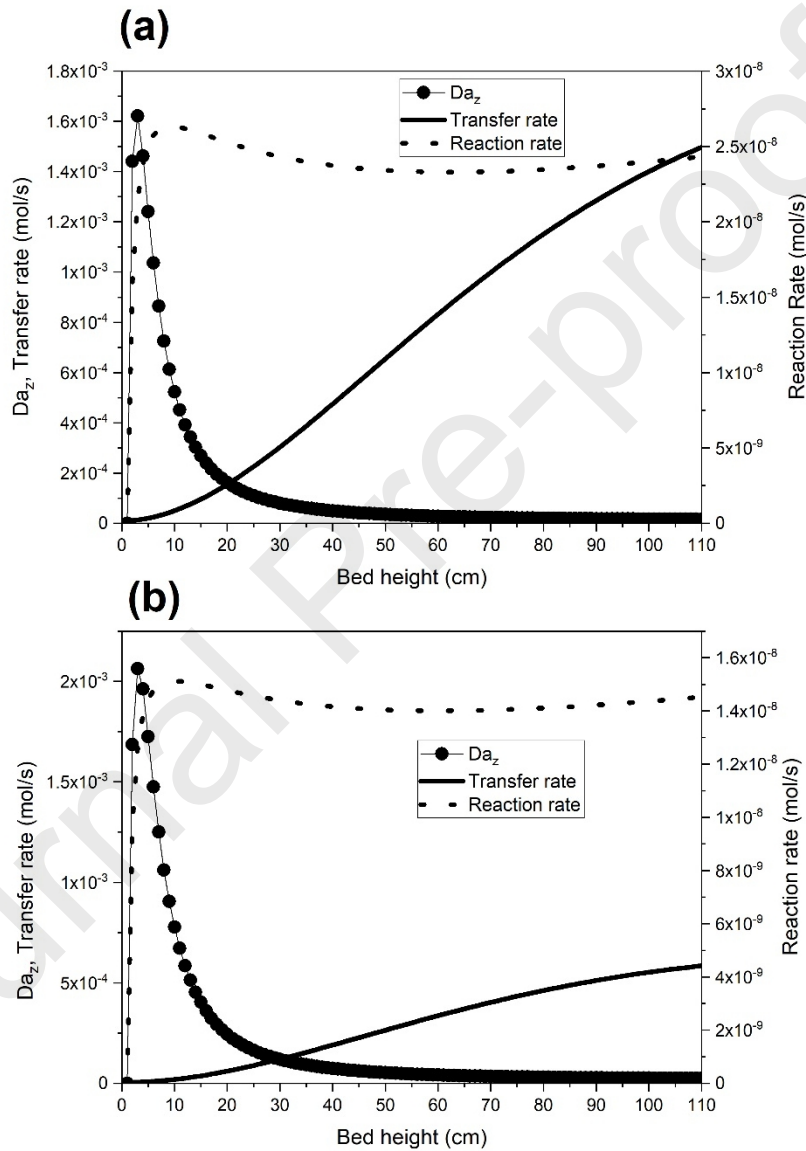 (a)
1.8x10⁻³
1.6x10⁻³
1.4x10⁻³
1.2x10⁻³
1x10⁻³
8x10⁻⁴
6x10⁻⁴
4x10⁻⁴
2x10⁻⁴
0
Da_z, Transfer rate (mol/s)
Da_z
Transfer rate
Reaction rate
3x10⁻⁸
2.5x10⁻⁸
2x10⁻⁸
1.5x10⁻⁸
1x10⁻⁸
5x10⁻⁹
0
Reaction Rate (mol/s)
0 10 20 30 40 50 60 70 80 90 100 110
Bed height (cm)
(b)
2x10⁻³
1.5x10⁻³
1x10⁻³
5x10⁻⁴
0
Da_z, Transfer rate (mol/s)
Da_z
Transfer rate
Reaction rate
1.6x10⁻⁸
1.4x10⁻⁸
1.2x10⁻⁸
1x10⁻⁸
8x10⁻⁹
6x10⁻⁹
4x10⁻⁹
2x10⁻⁹
0
Reaction rate (mol/s)
0 10 20 30 40 50 60 70 80 90 100 110
Bed height (cm)
urnal Pre-proof